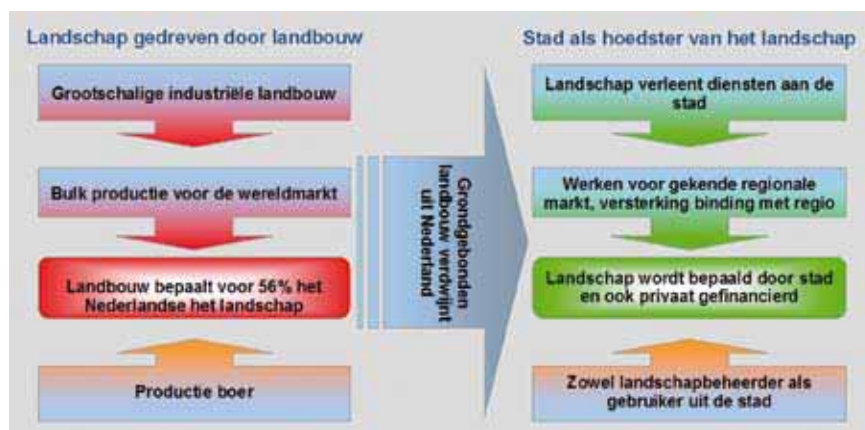 Landschap gedreven door landbouw
Grootschalige industriële landbouw
Bulk productie voor de wereldmarkt
Landbouw bepaalt voor 56% het
Nederlandse het landschap
Productie boer
Grondgebonden
landbouw verdwijnt
uit Nederland
Stad als hoedster van het landschap
Landschap verleent diensten aan de
stad
Werken voor gekende regionale
markt, versterking binding met regio
Landschap wordt bepaald door stad
en ook privaat gefinancierd
Zowel landschapbeheerder als
gebruiker uit de stad